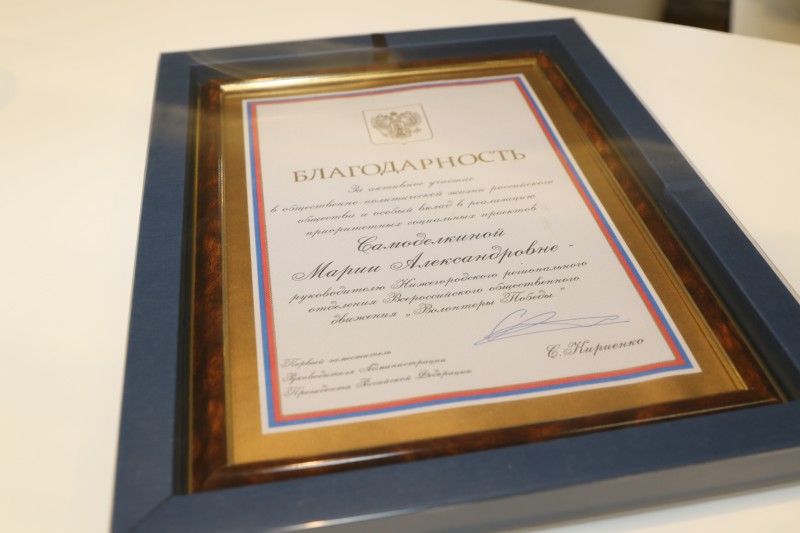 БЛАГОДАРНОСТЬ
За активное участие
в общественно-политической жизни российского
общества и особый вклад в реализацию
приоритетных социальных проектов
Самоделкиной
Марии Александровне -
руководителю Нижегородского регионального
отделения Всероссийского общественного
движения „Волонтеры Победы"
Первый заместитель
Руководителя Администрации
Президента Российской Федерации
С.Кириенко